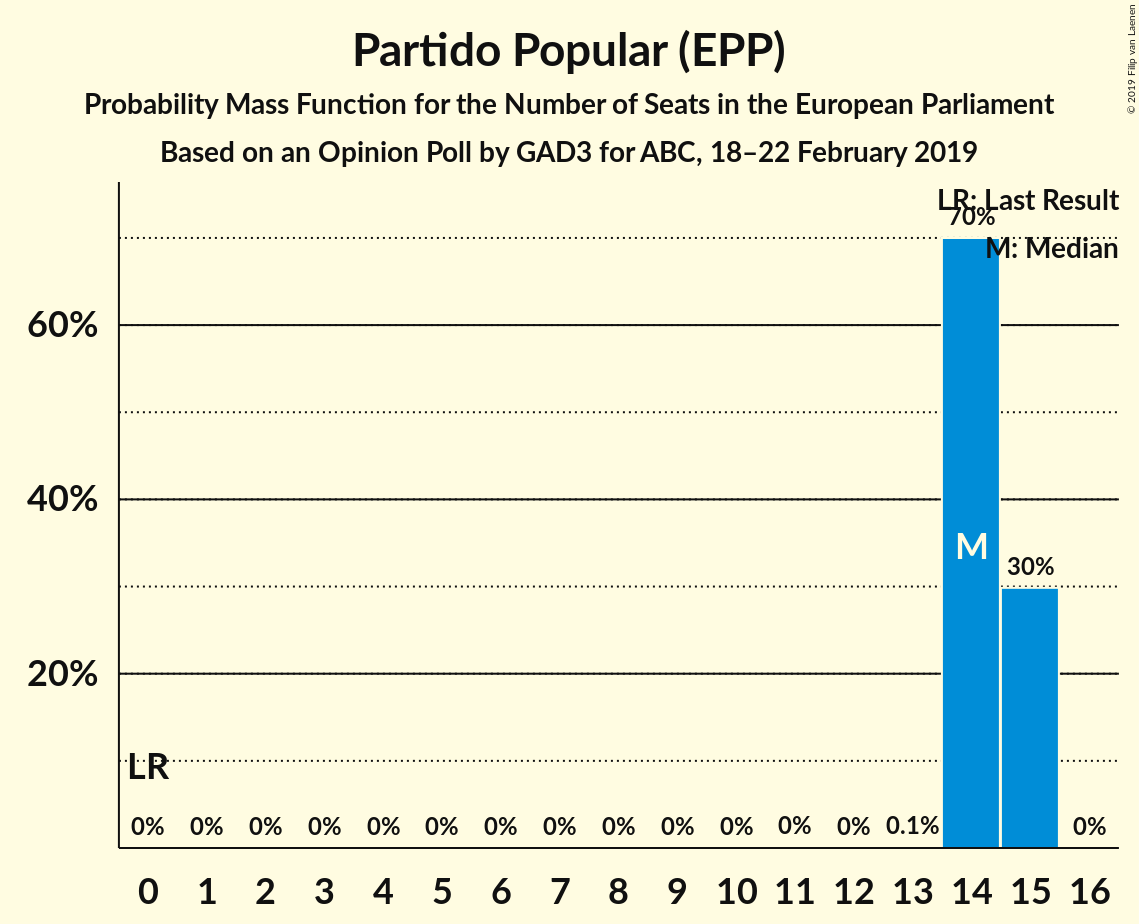 Partido Popular (EPP)
Probability Mass Function for the Number of Seats in the European Parliament
Based on an Opinion Poll by GAD3 for ABC, 18–22 February 2019
© 2019 Filip van Laenen
LR: Last Result
70%
M: Median
60%
40%
M
30%
20%
LR
0% 0% 0% 0% 0% 0% 0% 0% 0% 0% 0% 0% 0% 0.1% 0%
0 1 2 3 4 5 6 7 8 9 10 11 12 13 14 15 16